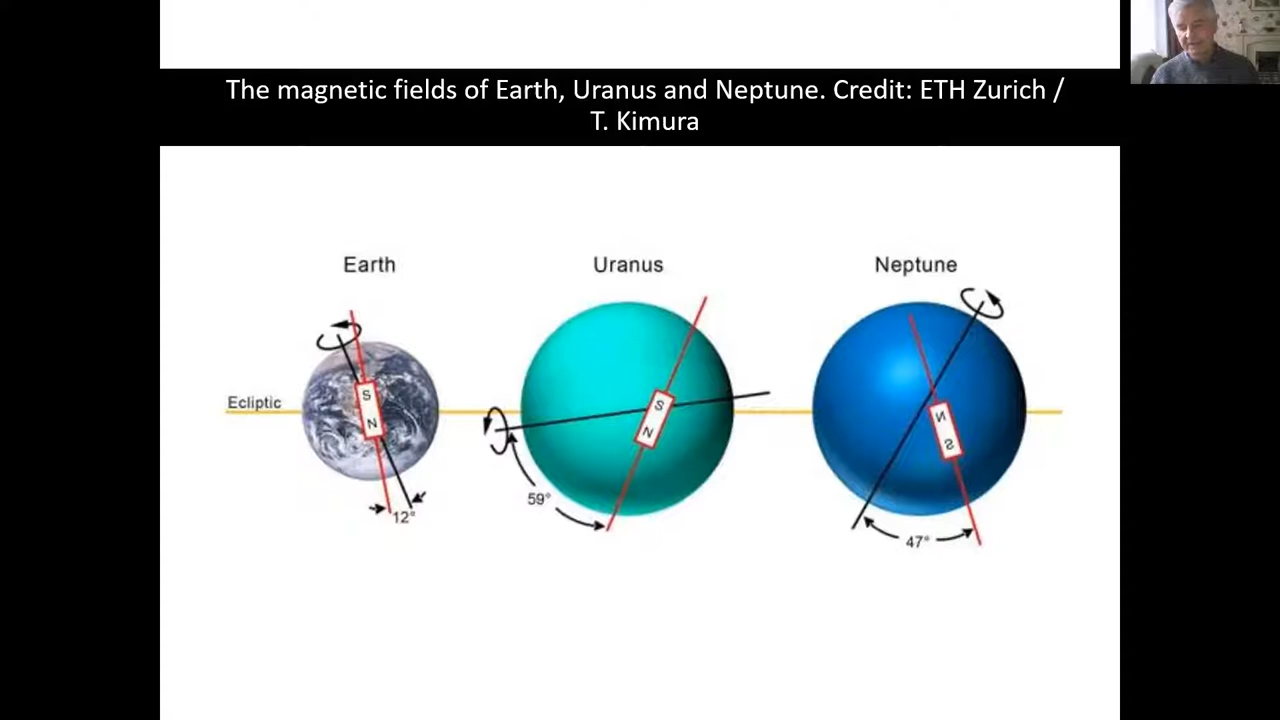 The magnetic fields of Earth, Uranus and Neptune. Credit: ETH Zurich /
T. Kimura
Earth
Uranus
Neptune
Ecliptic
S
N
S
N
N
S
59°
12°
47°